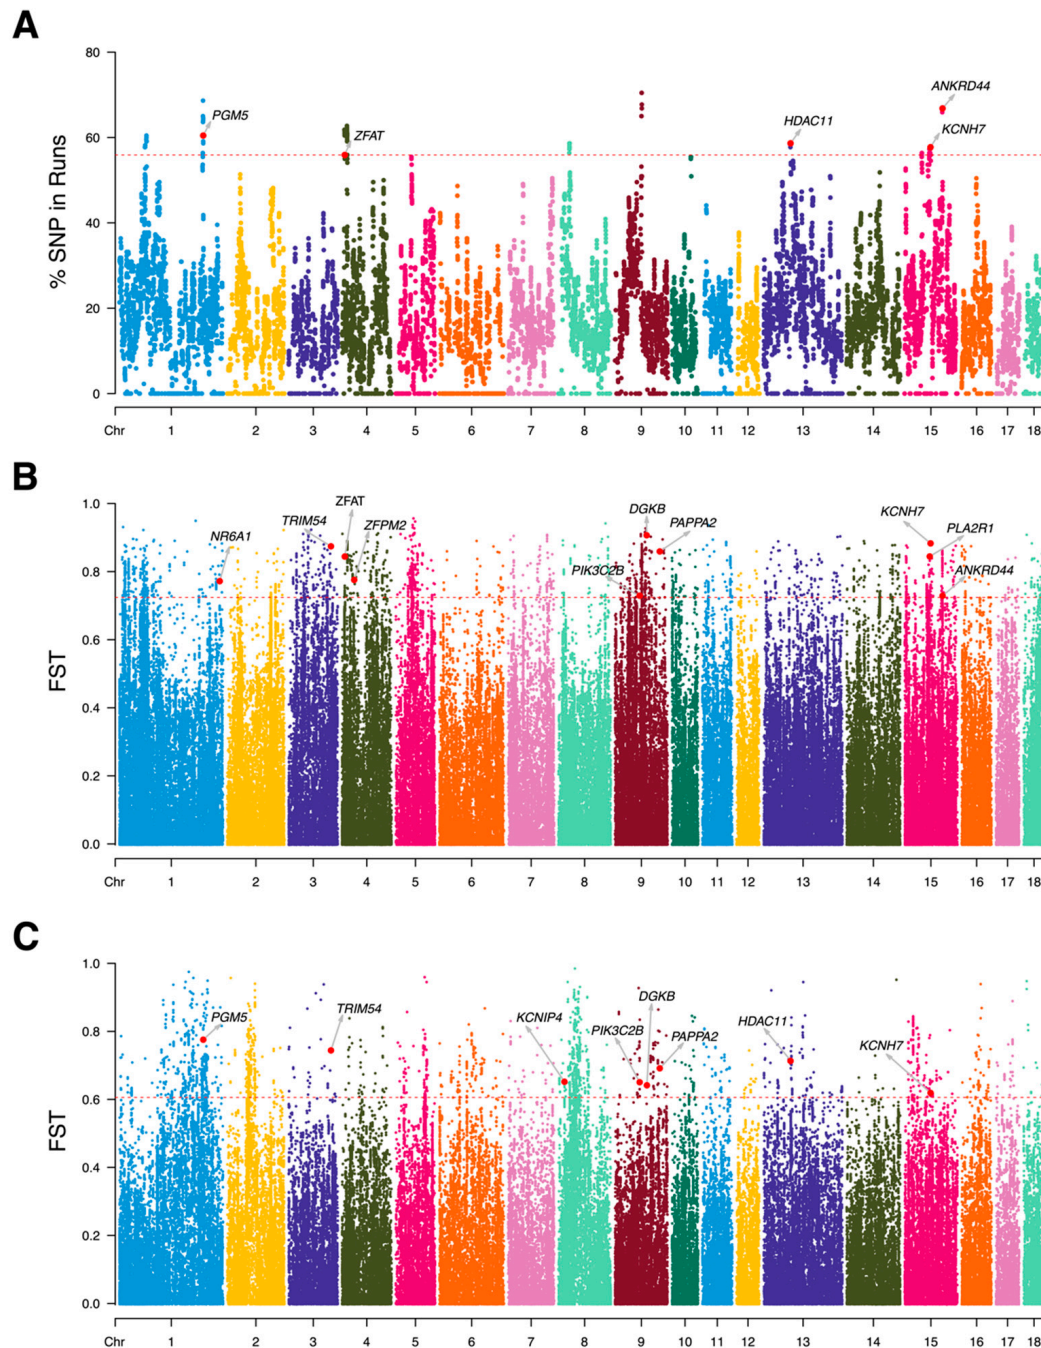 A
80
60
40
20
0
% SNP in Runs
PGM5
ZFAT
HDAC11
ANKRD44
KCNH7
Chr 1 2 3 4 5 6 7 8 9 10 11 12 13 14 15 16 17 18
B
1.0
0.8
0.6
0.4
0.2
0.0
FST
NR6A1
TRIM54
ZFAT
ZFPM2
PIK3C2B
DGKB
PAPPA2
KCNH7
PLA2R1
ANKRD44
Chr 1 2 3 4 5 6 7 8 9 10 11 12 13 14 15 16 17 18
C
1.0
0.8
0.6
0.4
0.2
0.0
FST
PGM5
TRIM54
KCNIP4
PIK3C2B
DGKB
PAPPA2
HDAC11
KCNH7
Chr 1 2 3 4 5 6 7 8 9 10 11 12 13 14 15 16 17 18